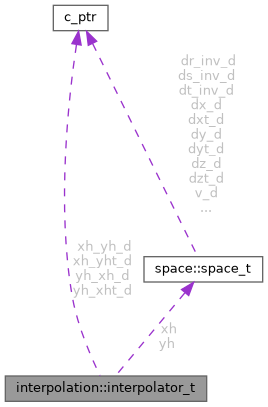 c_ptr
dr_inv_d
ds_inv_d
dt_inv_d
dx_d
dxt_d
dy_d
dyt_d
dz_d
dzt_d
v_d
...
xh_yh_d
xh_yht_d
yh_xh_d
yh_xht_d
space::space_t
xh
yh
interpolation::interpolator_t